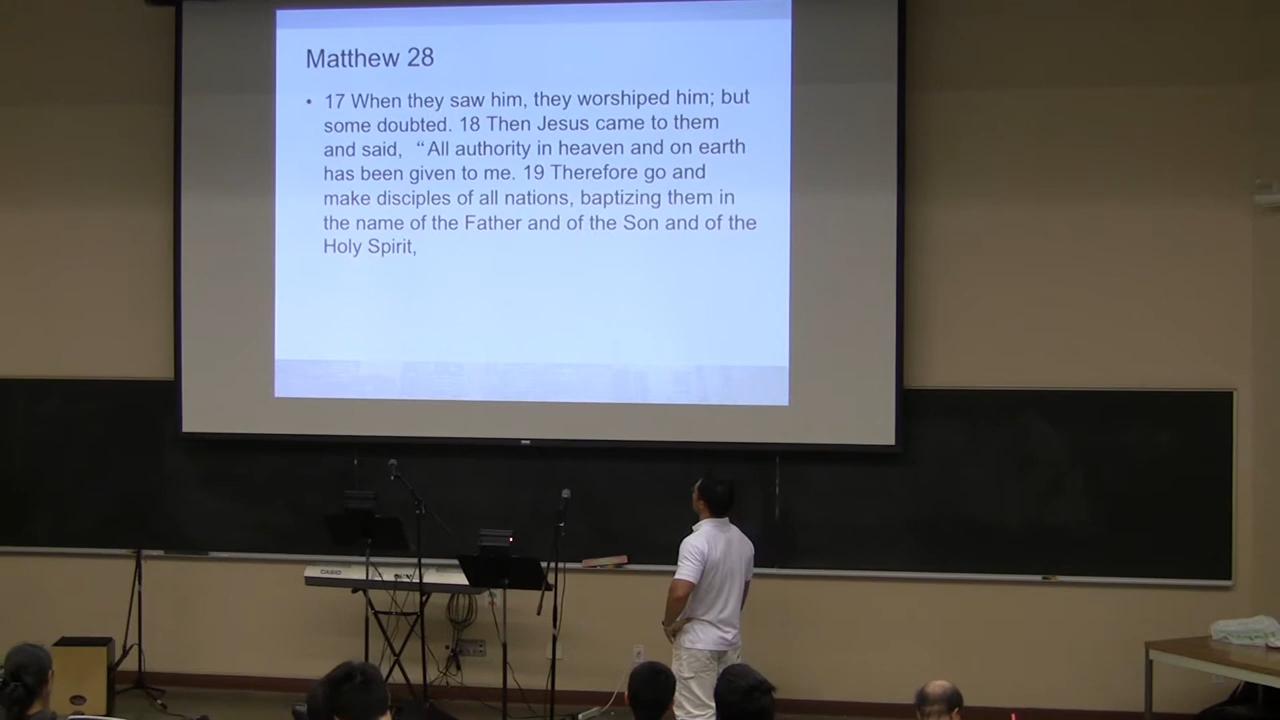 Matthew 28
• 17 When they saw him, they worshiped him; but
some doubted. 18 Then Jesus came to them
and said, “All authority in heaven and on earth
has been given to me. 19 Therefore go and
make disciples of all nations, baptizing them in
the name of the Father and of the Son and of the
Holy Spirit,
CASIO